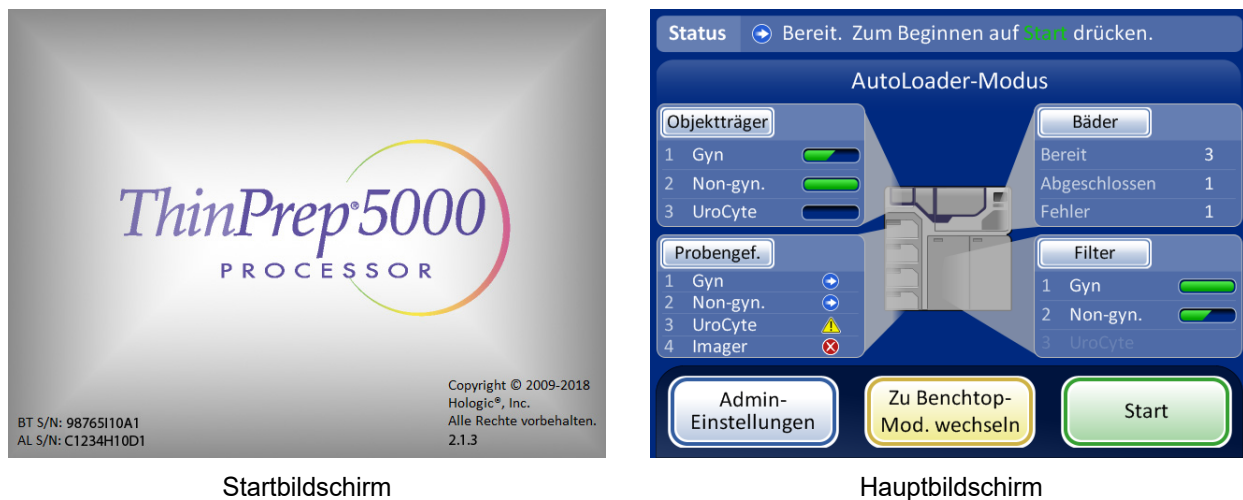 ThinPrep®5000
PROCESSOR
Copyright © 2009-2018
Hologic®, Inc.
Alle Rechte vorbehalten.
2.1.3
BT S/N: 98765I10A1
AL S/N: C1234H10D1
Startbildschirm
Status Bereit. Zum Beginnen auf Start drücken.
AutoLoader-Modus
Objektträger
1 Gyn
2 Non-gyn.
3 UroCyte
Bäder
Bereit 3
Abgeschlossen 1
Fehler 1
Probengef.
1 Gyn
2 Non-gyn.
3 UroCyte
4 Imager
Filter
1 Gyn
2 Non-gyn.
3 UroCyte
Admin-
Einstellungen
Zu Benchtop-
Mod. wechseln
Start
Hauptbildschirm